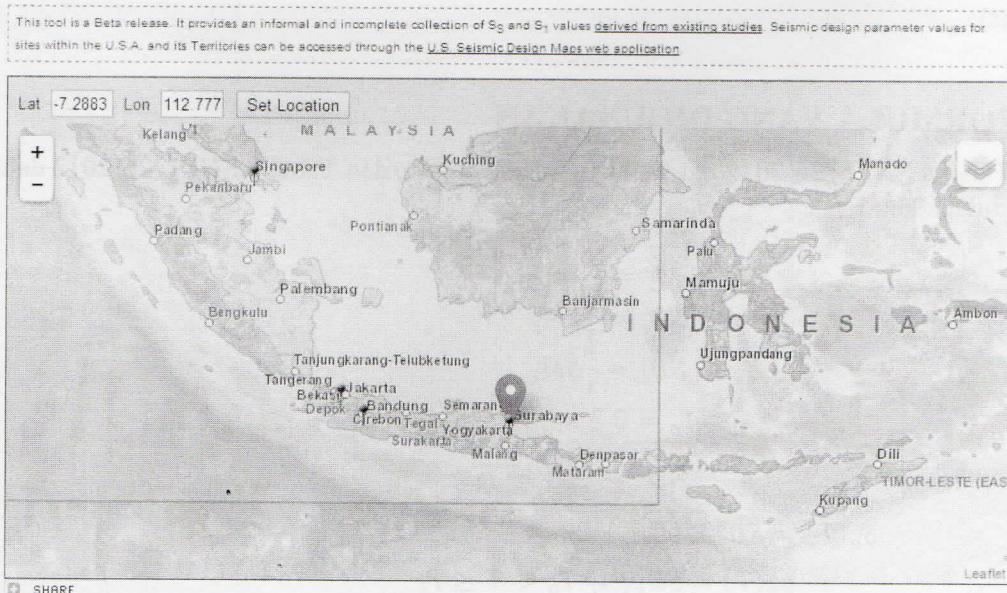 This tool is a Beta release. It provides an informal and incomplete collection of SS and S1 values derived from existing studies. Seismic design parameter values for
sites within the U.S.A. and its Territories can be accessed through the U.S. Seismic Design Maps web application
Lat -7.2883 Lon 112.777 Set Location
+
−
MALAYSIA
Kelang
Singapore
Kuching
Manado
Pekanbaru
Pontianak
Samarinda
Padang
Jambi
Palu
Palembang
Mamuju
Bengkulu
Banjarmasin
INDONESIA
Ambon
Tanjungkarang-Telubketung
Ujungpandang
Tangerang
Jakarta
Bekasi
Depok
Bandung
Semaran
Surabaya
Cirebon
Tegal
Yogyakarta
Surakarta
Malang
Denpasar
Dili
Mataram
TIMOR-LESTE (EAS
Kupang
Leaflet
SHARE